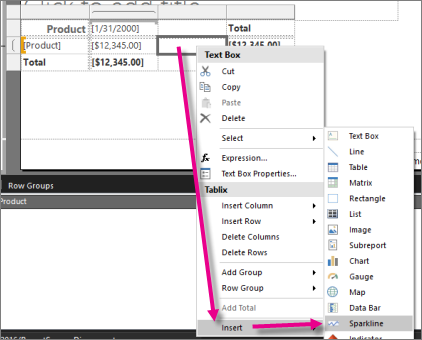 Click to add title
Product [1/31/2000] Total
[Product] [$12,345.00] [$12,345.00]
Total [$12,345.00]
Text Box
Cut
Copy
Paste
Delete
Select
fx Expression...
Text Box Properties...
Tablix
Insert Column
Insert Row
Delete Columns
Delete Rows
Add Group
Row Group
Add Total
Insert
Text Box
Line
Table
Matrix
Rectangle
List
Image
Subreport
Chart
Gauge
Map
Data Bar
Sparkline
Indicator
Row Groups
Product